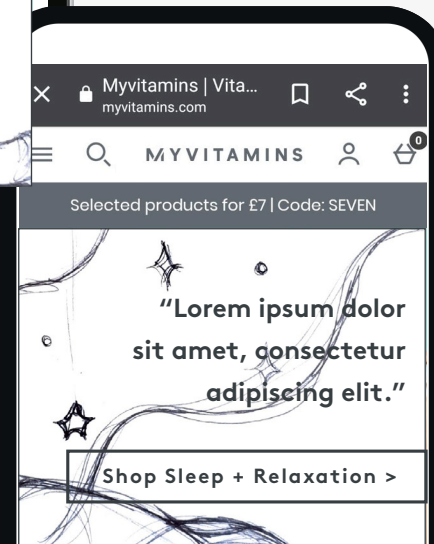 Myvitamins | Vita...
myvitamins.com
MYVITAMINS
0
Selected products for £7 | Code: SEVEN
“Lorem ipsum dolor
sit amet, consectetur
adipiscing elit.”
Shop Sleep + Relaxation >